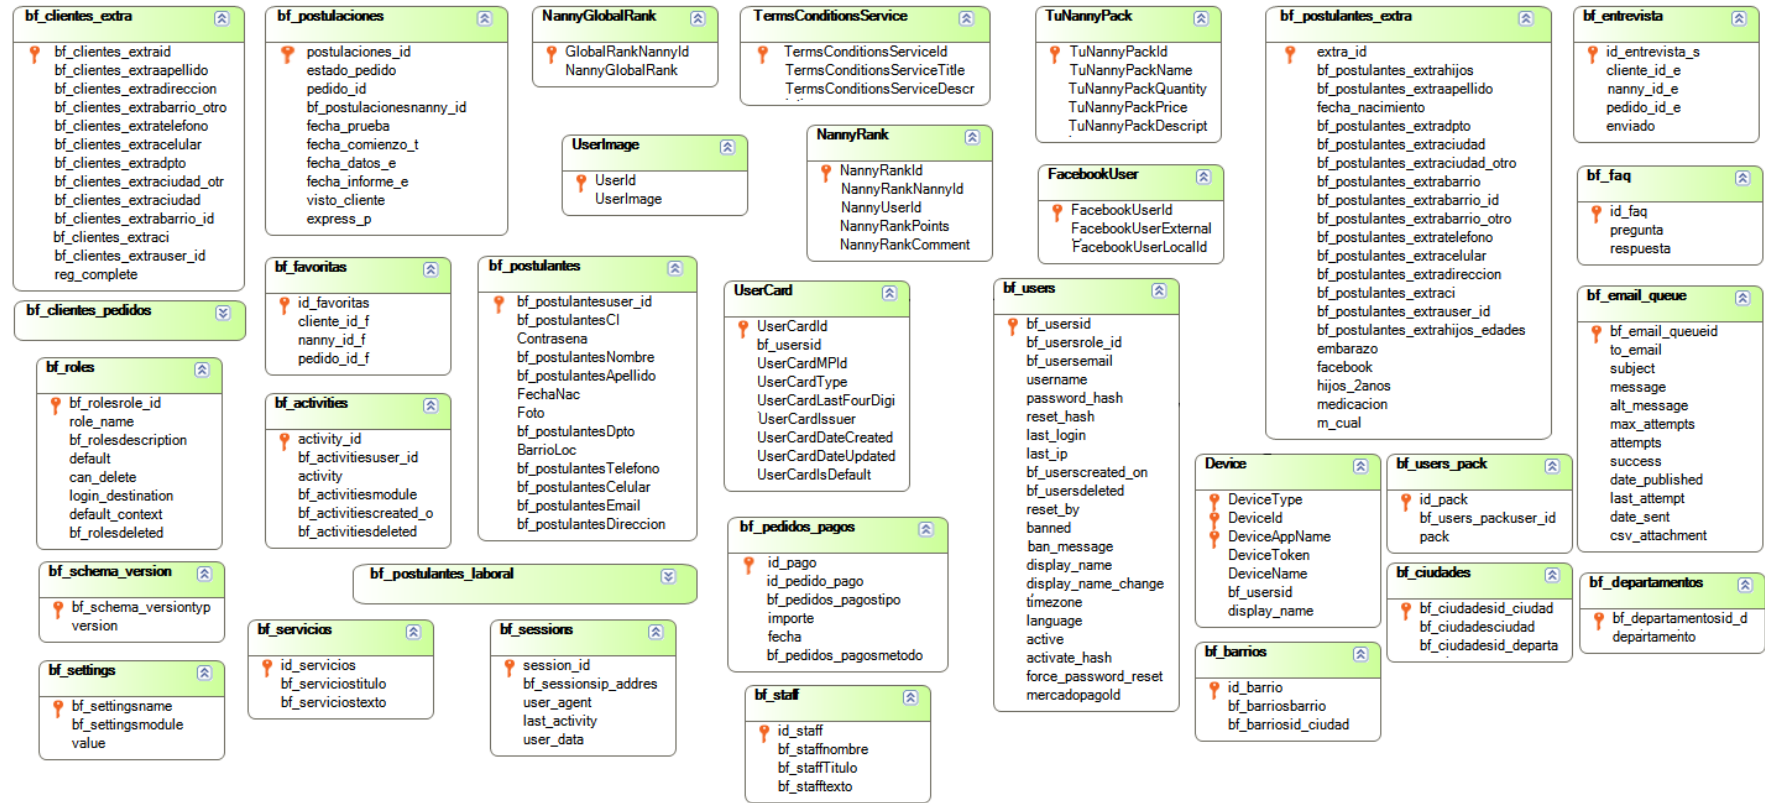 bf_clientes_extra
bf_clientes_extraid
bf_clientes_extraapellido
bf_clientes_extradireccion
bf_clientes_extrabarrio_otro
bf_clientes_extratelefono
bf_clientes_extracelular
bf_clientes_extradpto
bf_clientes_extraciudad_otr
bf_clientes_extraciudad
bf_clientes_extrabarrio_id
bf_clientes_extraci
bf_clientes_extrauser_id
reg_complete
bf_postulaciones
postulaciones_id
estado_pedido
pedido_id
bf_postulacionesnanny_id
fecha_prueba
fecha_comienzo_t
fecha_datos_e
fecha_informe_e
visto_cliente
express_p
NannyGlobalRank
GlobalRankNannyId
NannyGlobalRank
TermsConditionsService
TermsConditionsServiceId
TermsConditionsServiceTitle
TermsConditionsServiceDescr
TuNannyPack
TuNannyPackId
TuNannyPackName
TuNannyPackQuantity
TuNannyPackPrice
TuNannyPackDescript
bf_postulantes_extra
extra_id
bf_postulantes_extrahijos
bf_postulantes_extraapellido
fecha_nacimiento
bf_postulantes_extradpto
bf_postulantes_extraciudad
bf_postulantes_extraciudad_otro
bf_postulantes_extrabarrio
bf_postulantes_extrabarrio_id
bf_postulantes_extrabarrio_otro
bf_postulantes_extratelefono
bf_postulantes_extracelular
bf_postulantes_extradireccion
bf_postulantes_extraci
bf_postulantes_extrauser_id
bf_postulantes_extrahijos_edades
embarazo
facebook
hijos_2anos
medicacion
m_cual
bf_entrevista
id_entrevista_s
cliente_id_e
nanny_id_e
pedido_id_e
enviado
UserImage
UserId
UserImage
NannyRank
NannyRankId
NannyRankNannyId
NannyUserId
NannyRankPoints
NannyRankComment
FacebookUser
FacebookUserId
FacebookUserExternal
FacebookUserLocalId
bf_faq
id_faq
pregunta
respuesta
bf_clientes_pedidos
bf_favoritas
id_favoritas
cliente_id_f
nanny_id_f
pedido_id_f
bf_postulantes
bf_postulantesuser_id
bf_postulantesCI
Contrasena
bf_postulantesNombre
bf_postulantesApellido
FechaNac
Foto
bf_postulantesDpto
BarrioLoc
bf_postulantesTelefono
bf_postulantesCelular
bf_postulantesEmail
bf_postulantesDireccion
UserCard
UserCardId
bf_usersid
UserCardMPId
UserCardType
UserCardLastFourDigi
UserCardIssuer
UserCardDateCreated
UserCardDateUpdated
UserCardIsDefault
bf_users
bf_usersid
bf_usersrole_id
bf_usersemail
username
password_hash
reset_hash
last_login
last_ip
bf_userscreated_on
bf_usersdeleted
reset_by
banned
ban_message
display_name
display_name_change
timezone
language
active
activate_hash
force_password_reset
mercadopagoId
bf_email_queue
bf_email_queueid
to_email
subject
message
alt_message
max_attempts
attempts
success
date_published
last_attempt
date_sent
csv_attachment
bf_roles
bf_rolesrole_id
role_name
bf_rolesdescription
default
can_delete
login_destination
default_context
bf_rolesdeleted
bf_activities
activity_id
bf_activitiesuser_id
activity
bf_activitiesmodule
bf_activitiescreated_o
bf_activitiesdeleted
Device
DeviceType
DeviceId
DeviceAppName
DeviceToken
DeviceName
bf_usersid
display_name
bf_users_pack
id_pack
bf_users_packuser_id
pack
bf_pedidos_pagos
id_pago
id_pedido_pago
bf_pedidos_pagostipo
importe
fecha
bf_pedidos_pagosmetodo
bf_schema_version
bf_schema_versiontyp
version
bf_postulantes_laboral
bf_ciudades
bf_ciudadesid_ciudad
bf_ciudadesciudad
bf_ciudadesid_departa
bf_departamentos
bf_departamentosid_d
departamento
bf_servicios
id_servicios
bf_serviciostitulo
bf_serviciostexto
bf_sessions
session_id
bf_sessionsip_addres
user_agent
last_activity
user_data
bf_barrios
id_barrio
bf_barriosbarrio
bf_barriosid_ciudad
bf_settings
bf_settingsname
bf_settingsmodule
value
bf_staff
id_staff
bf_staffnombre
bf_staffTitulo
bf_stafftexto